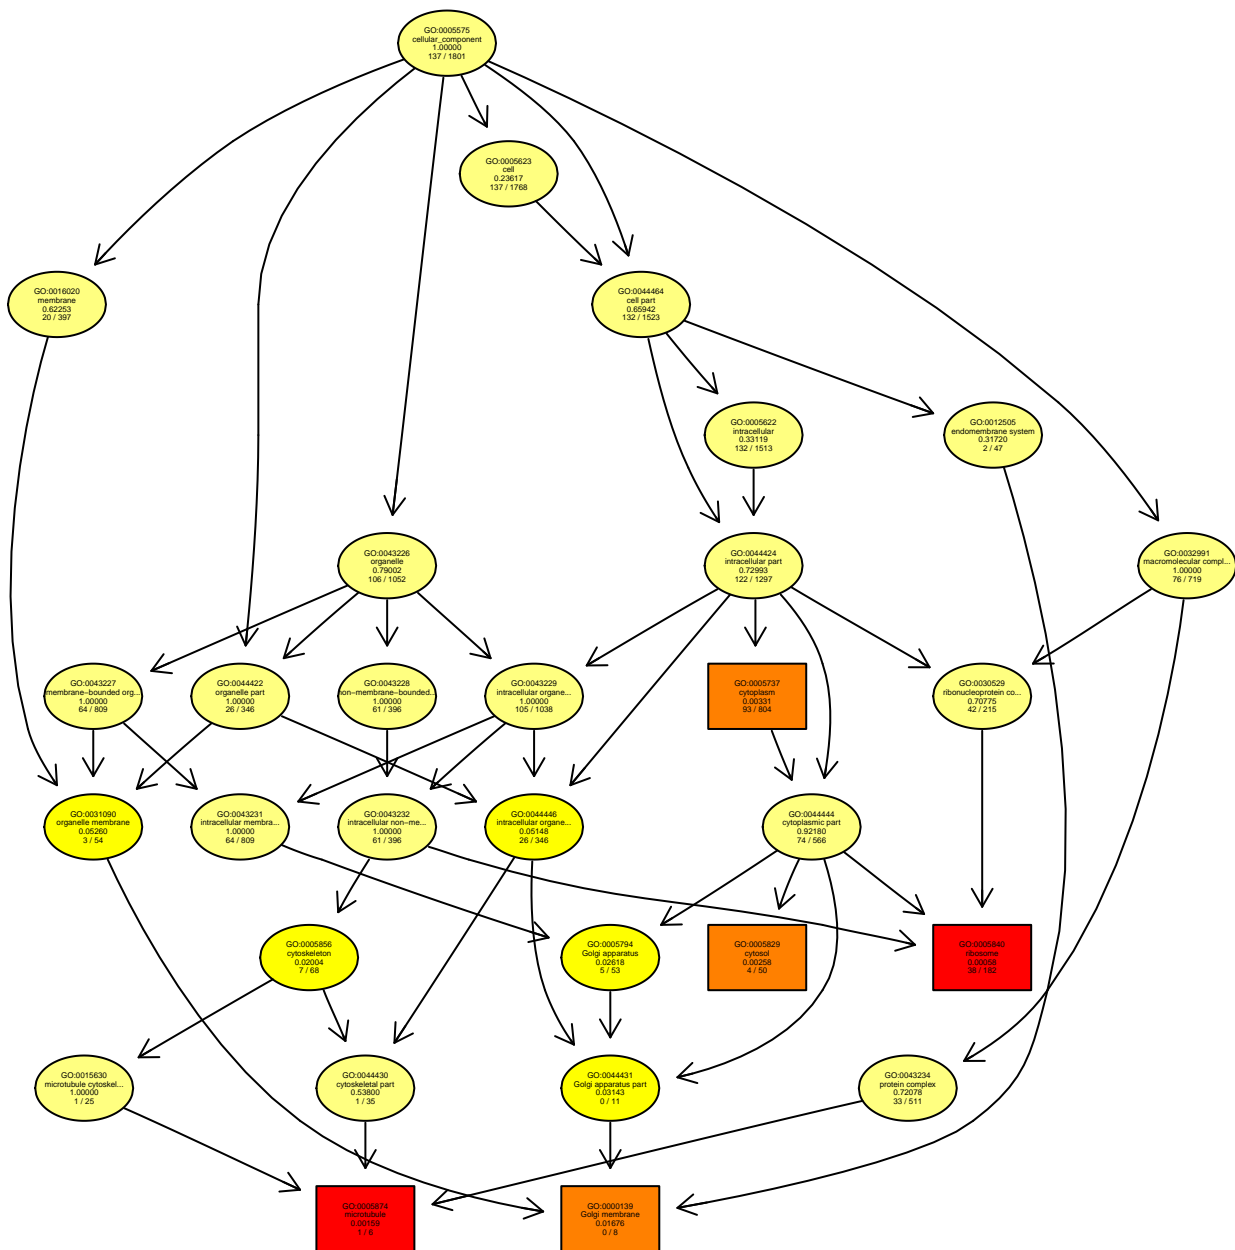 GO:0005575
cellular_component
1.00000
137 / 1801
GO:0005623
cell
0.23617
137 / 1768
GO:0016020
membrane
0.62253
20 / 397
GO:0044464
cell part
0.65942
132 / 1523
GO:0005622
intracellular
0.33119
132 / 1513
GO:0012505
endomembrane system
0.31720
2 / 47
GO:0043226
organelle
0.79002
106 / 1052
GO:0044424
intracellular part
0.72993
122 / 1297
GO:0032991
macromolecular compl...
1.00000
76 / 719
GO:0043227
membrane−bounded org...
1.00000
64 / 809
GO:0044422
organelle part
1.00000
26 / 346
GO:0043228
non−membrane−bounded...
1.00000
61 / 396
GO:0043229
intracellular organe...
1.00000
105 / 1038
GO:0005737
cytoplasm
0.00331
93 / 804
GO:0030529
ribonucleoprotein co...
0.70775
42 / 215
GO:0031090
organelle membrane
0.05260
3 / 54
GO:0043231
intracellular membra...
1.00000
64 / 809
GO:0043232
intracellular non−me...
1.00000
61 / 396
GO:0044446
intracellular organe...
0.05148
26 / 346
GO:0044444
cytoplasmic part
0.92180
74 / 566
GO:0005856
cytoskeleton
0.02004
7 / 68
GO:0005794
Golgi apparatus
0.02618
5 / 53
GO:0005829
cytosol
0.00258
4 / 50
GO:0005840
ribosome
0.00055
36 / 182
GO:0015630
microtubule cytoskel...
1.00000
1 / 25
GO:0044430
cytoskeletal part
0.53800
1 / 35
GO:0044431
Golgi apparatus part
0.03143
0 / 11
GO:0043234
protein complex
0.72078
33 / 511
GO:0005874
microtubule
0.00159
1 / 6
GO:0000139
Golgi membrane
0.01676
0 / 8